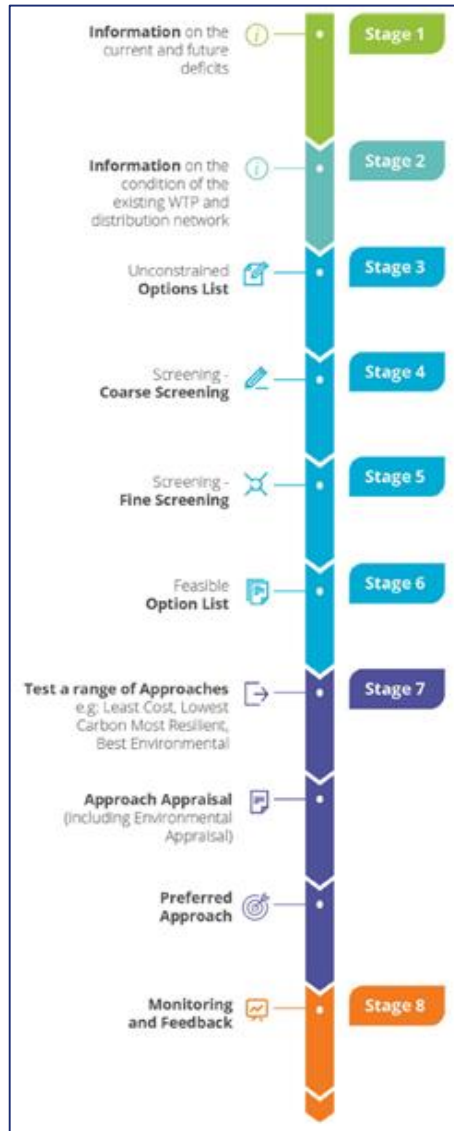 Information on the
current and future
deficits
Stage 1
Information on the
condition of the
existing WTP and
distribution network
Stage 2
Unconstrained
Options List
Stage 3
Screening -
Coarse Screening
Stage 4
Screening -
Fine Screening
Stage 5
Feasible
Option List
Stage 6
Test a range of Approaches
e.g: Least Cost, Lowest
Carbon Most Resilient,
Best Environmental
Stage 7
Approach Appraisal
(including Environmental
Appraisal)
Preferred
Approach
Monitoring
and Feedback
Stage 8